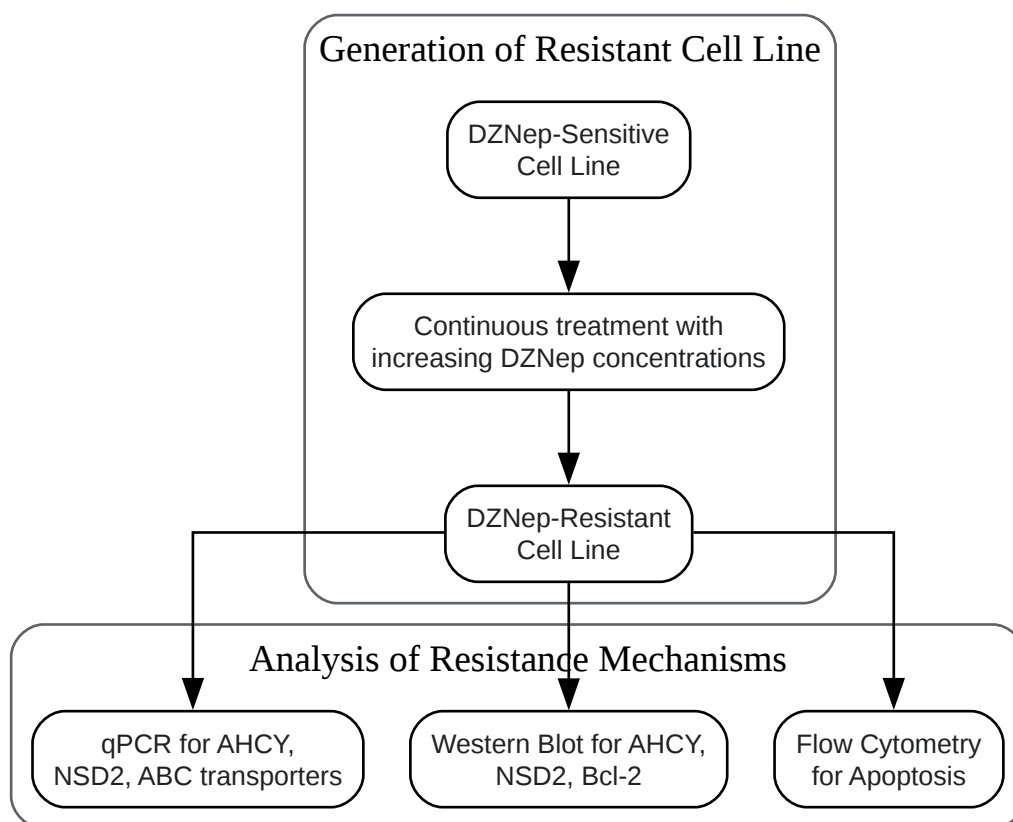 Generation of Resistant Cell Line
DZNep-Sensitive
Cell Line
Continuous treatment with
increasing DZNep concentrations
DZNep-Resistant
Cell Line
Analysis of Resistance Mechanisms
qPCR for AHCY,
NSD2, ABC transporters
Western Blot for AHCY,
NSD2, Bcl-2
Flow Cytometry
for Apoptosis